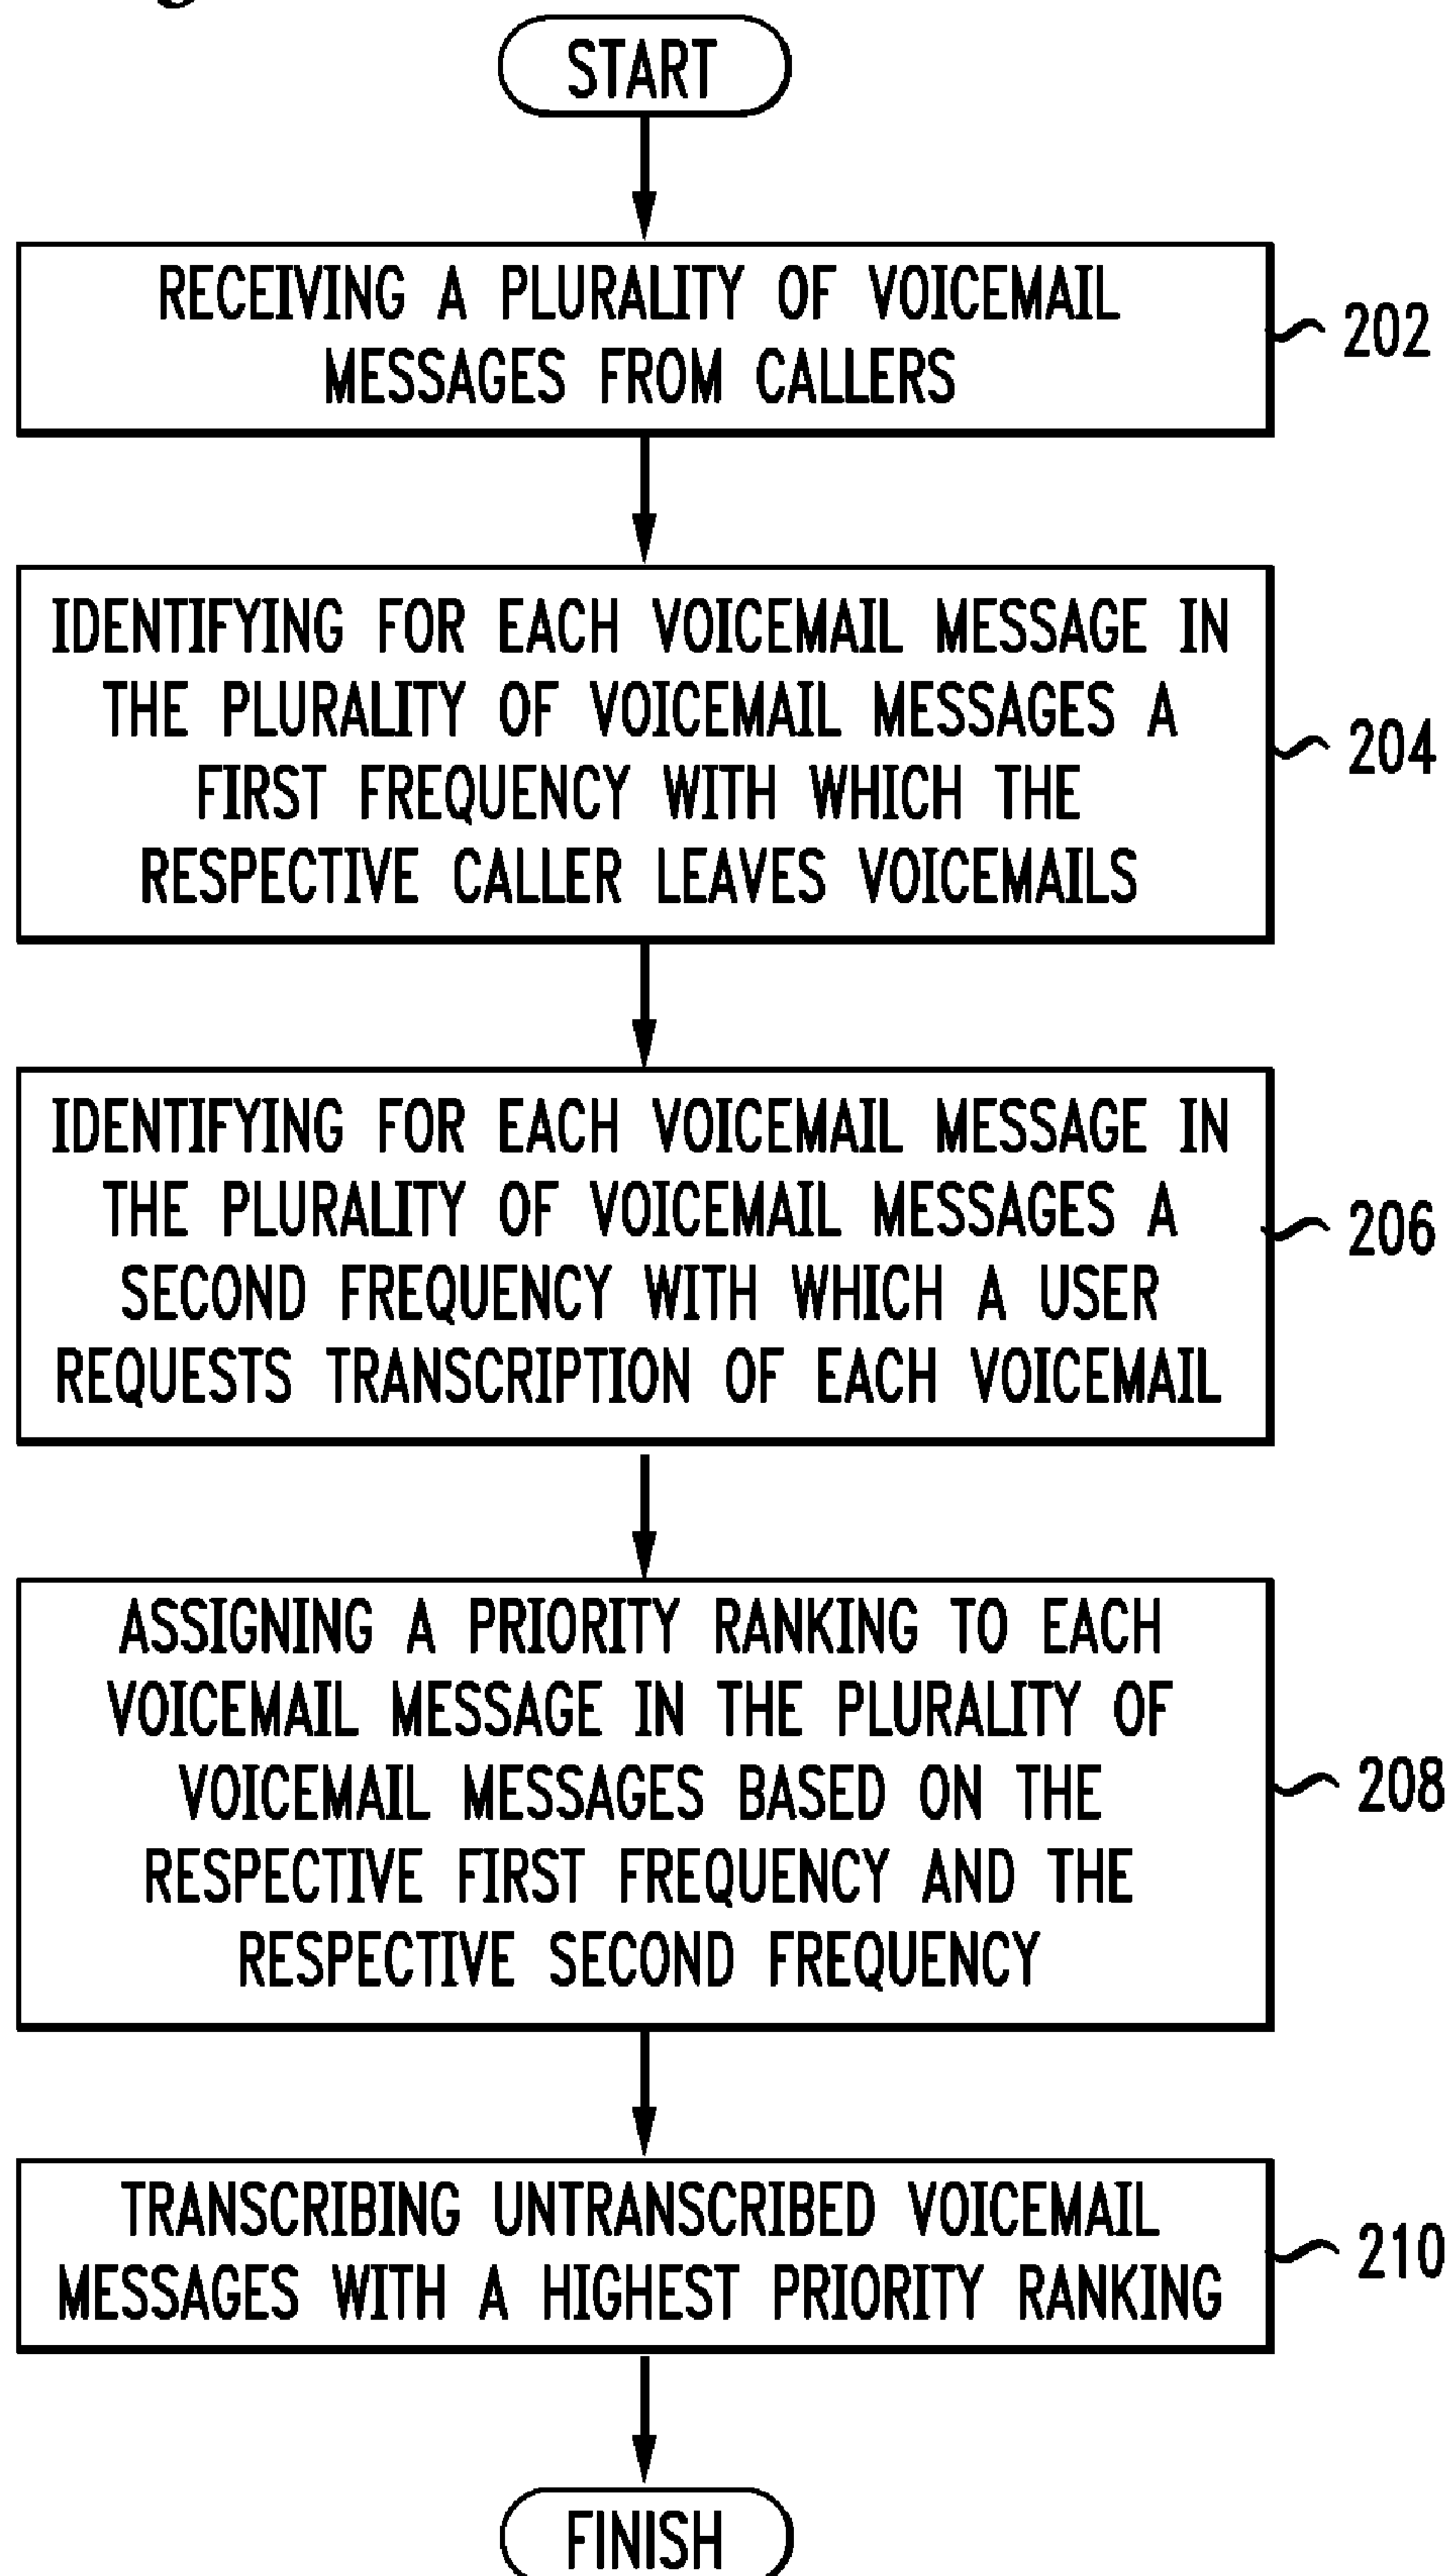 START
RECEIVING A PLURALITY OF VOICEMAIL
MESSAGES FROM CALLERS
202
IDENTIFYING FOR EACH VOICEMAIL MESSAGE IN
THE PLURALITY OF VOICEMAIL MESSAGES A
FIRST FREQUENCY WITH WHICH THE
RESPECTIVE CALLER LEAVES VOICEMAILS
204
IDENTIFYING FOR EACH VOICEMAIL MESSAGE IN
THE PLURALITY OF VOICEMAIL MESSAGES A
SECOND FREQUENCY WITH WHICH A USER
REQUESTS TRANSCRIPTION OF EACH VOICEMAIL
206
ASSIGNING A PRIORITY RANKING TO EACH
VOICEMAIL MESSAGE IN THE PLURALITY OF
VOICEMAIL MESSAGES BASED ON THE
RESPECTIVE FIRST FREQUENCY AND THE
RESPECTIVE SECOND FREQUENCY
208
TRANSCRIBING UNTRANSCRIBED VOICEMAIL
MESSAGES WITH A HIGHEST PRIORITY RANKING
210
FINISH